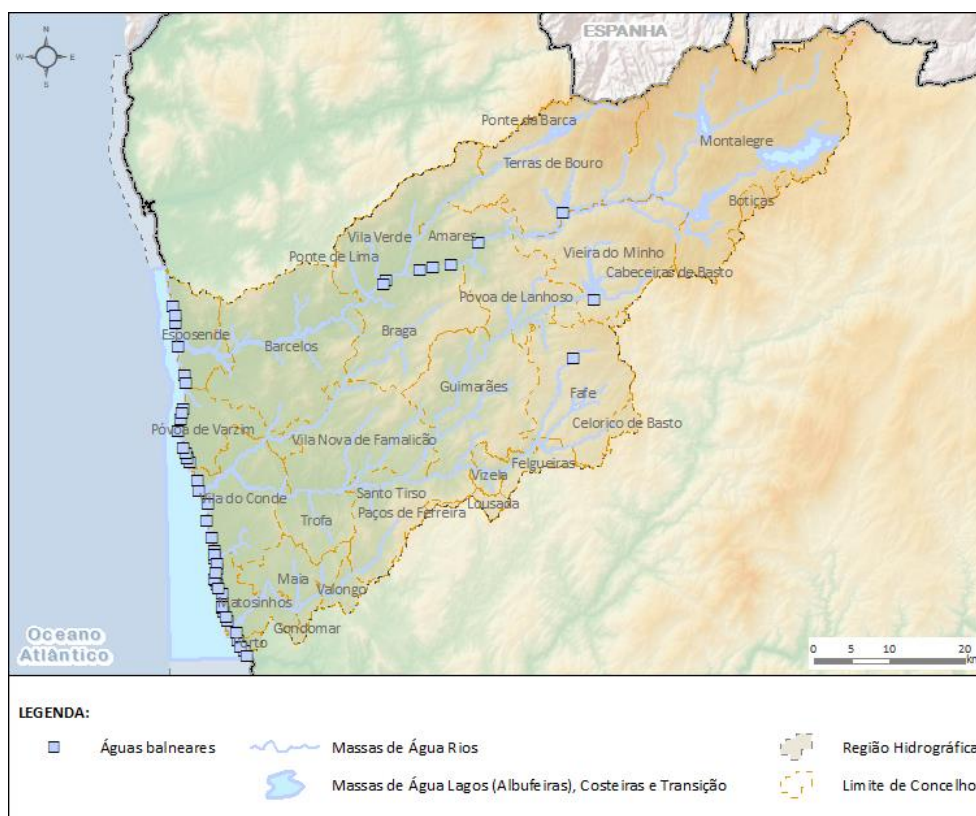 ESPANHA
N
W
E
S
Ponte da Barca
Montalegre
Terras de Bouro
Boticas
Vila Verde
Amares
Ponte de Lima
Vieira do Minho
Cabeceiras de Basto
Póvoa de Lanhoso
Esposende
Braga
Barcelos
Guimarães
Fafe
Celorico de Basto
Póvoa de Varzim
Vila Nova de Famalicão
Felgueiras
Vizela
Vila do Conde
Santo Tirso
Lousada
Paços de Ferreira
Trofa
Maia
Valongo
Matosinhos
Gondomar
Porto
Oceano
Atlântico
0 5 10 20
km
LEGENDA:
Águas balneares
Massas de Água Rios
Região Hidrográfica
Massas de Água Lagos (Albufeiras), Costeiras e Transição
Limite de Concelho